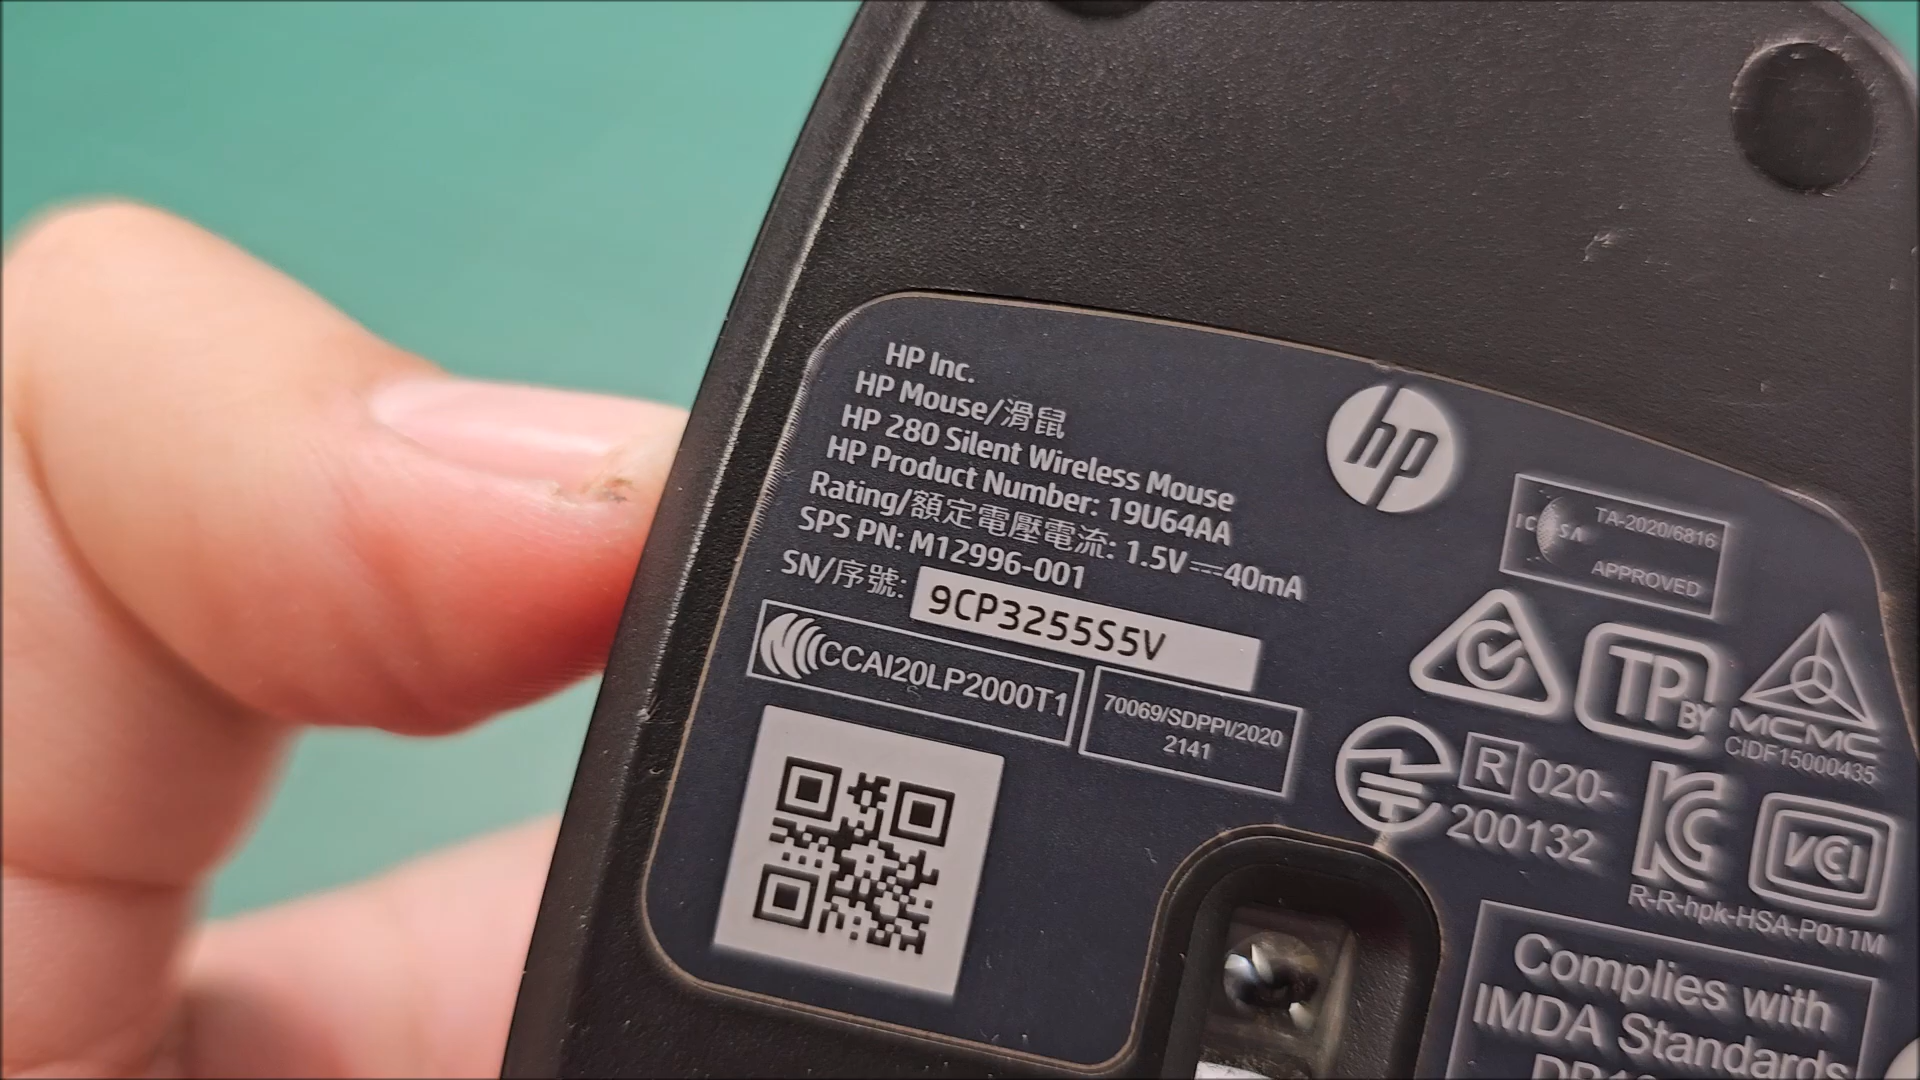 HP Inc.
HP Mouse/滑鼠
HP 280 Silent Wireless Mouse
HP Product Number: 19U64AA
Rating/額定電壓電流: 1.5V⎓40mA
SPS PN: M12996-001
SN/序號: 9CP3255S5V
CCAI20LP2000T1
70069/SDPPI/2020
2141
hp
TA-2020/6816
APPROVED
TP
BY
MCMC
CIDF15000435
R 020-
200132
VCI
R-R-hpk-HSA-P011M
Complies with
IMDA Standards